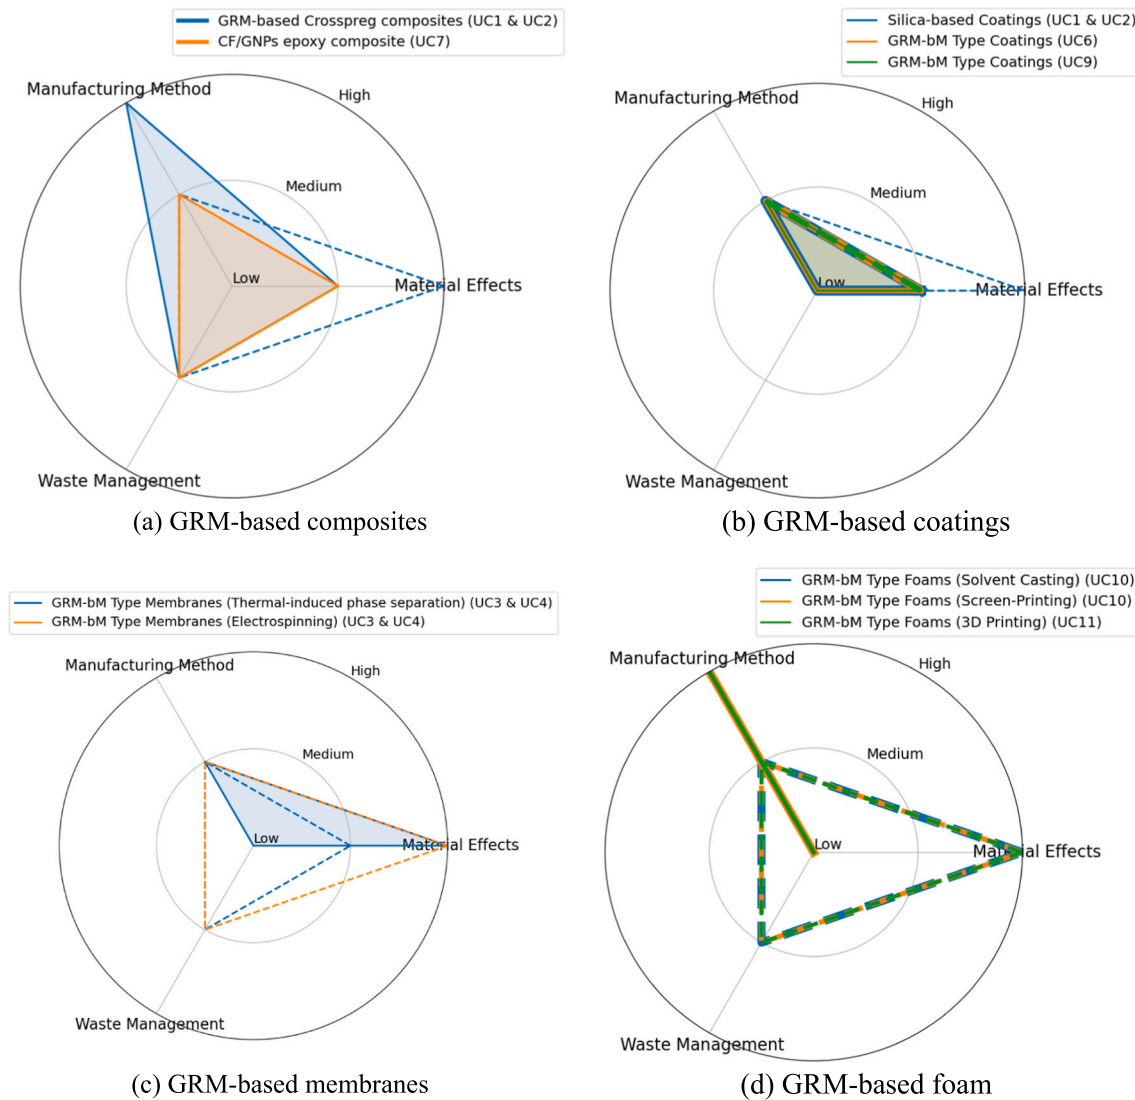 GRM-based Crosspreg composites (UC1 & UC2)
CF/GNPs epoxy composite (UC7)
Manufacturing Method
High
Medium
Low
Material Effects
Waste Management
(a) GRM-based composites
Silica-based Coatings (UC1 & UC2)
GRM-bM Type Coatings (UC6)
GRM-bM Type Coatings (UC9)
Manufacturing Method
High
Medium
Low
Material Effects
Waste Management
(b) GRM-based coatings
GRM-bM Type Membranes (Thermal-induced phase separation) (UC3 & UC4)
GRM-bM Type Membranes (Electrospinning) (UC3 & UC4)
Manufacturing Method
High
Medium
Low
Material Effects
Waste Management
(c) GRM-based membranes
GRM-bM Type Foams (Solvent Casting) (UC10)
GRM-bM Type Foams (Screen-Printing) (UC10)
GRM-bM Type Foams (3D Printing) (UC11)
Manufacturing Method
High
Medium
Low
Material Effects
Waste Management
(d) GRM-based foam